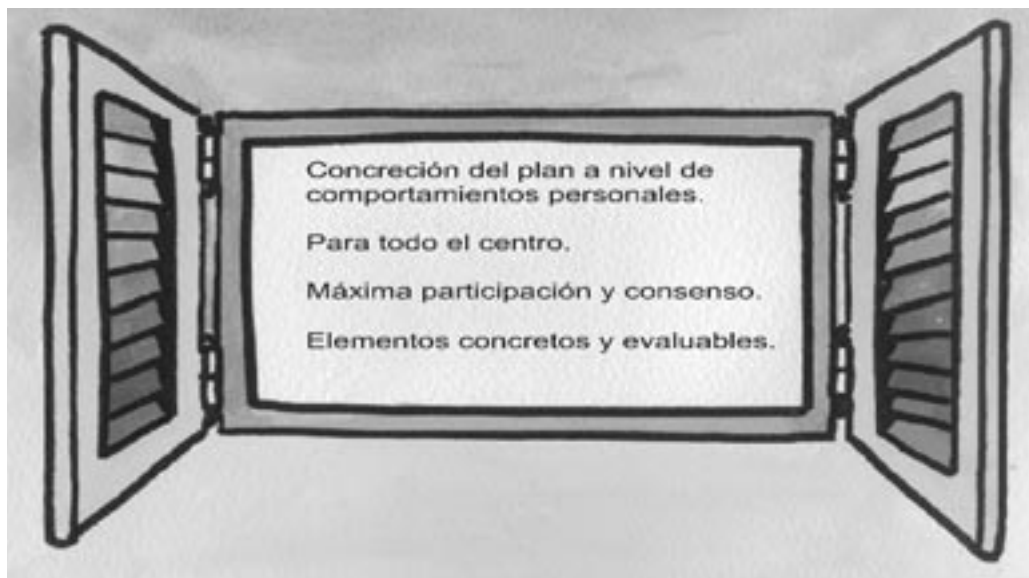 Concreción del plan a nivel de
comportamientos personales.
Para todo el centro.
Máxima participación y consenso.
Elementos concretos y evaluables.